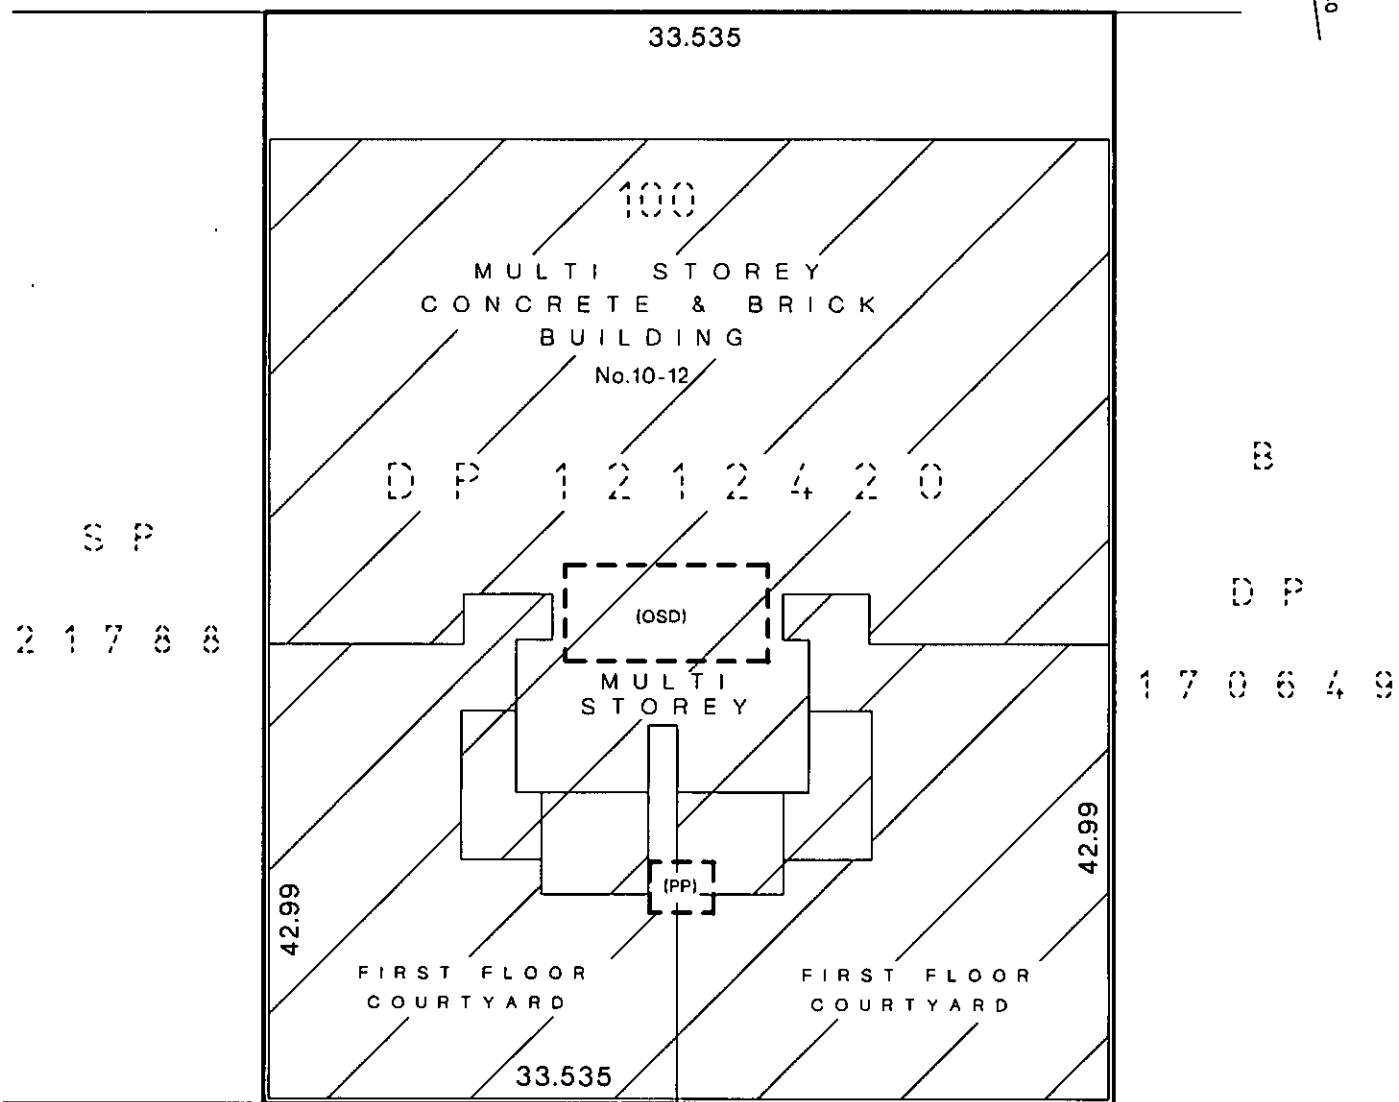 33.535
100
MULTI STOREY
CONCRETE & BRICK
BUILDING
No.10-12
DP 1212420
B
SP
DP
21788
170649
(OSD)
MULTI
STOREY
42.99
42.99
(PP)
FIRST FLOOR
COURTYARD
FIRST FLOOR
COURTYARD
33.535